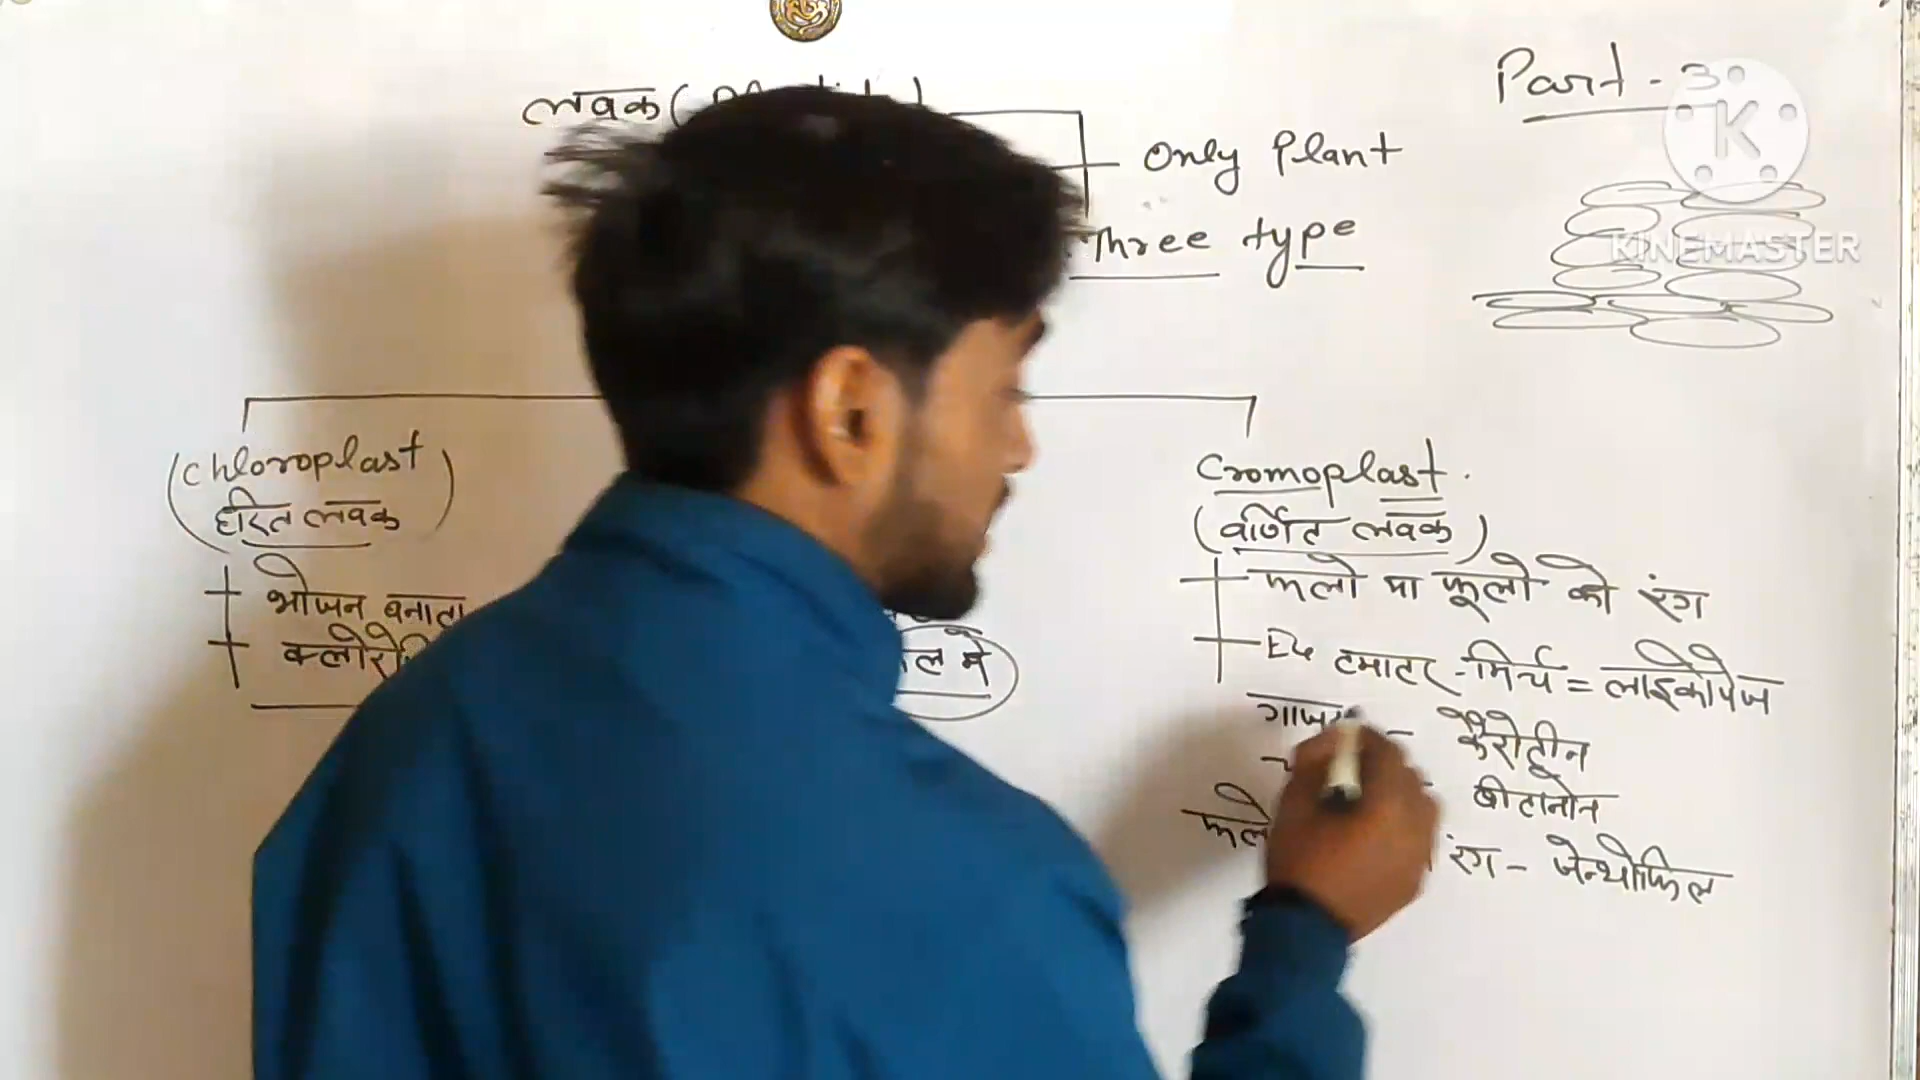 Part - 3
K
लवक (
Only Plant
Three type
KINEMASTER
(Chloroplast
हरित लवक)
भोजन बनाता
Cromoplast.
(वर्णित लवक)
फलो या फूलो को रंग
Ex टमाटर - मिर्च = लाइकोपेज
गाजर - कैरोटीन
बीटानीन
रंग - जेन्थोफिल
ल मे